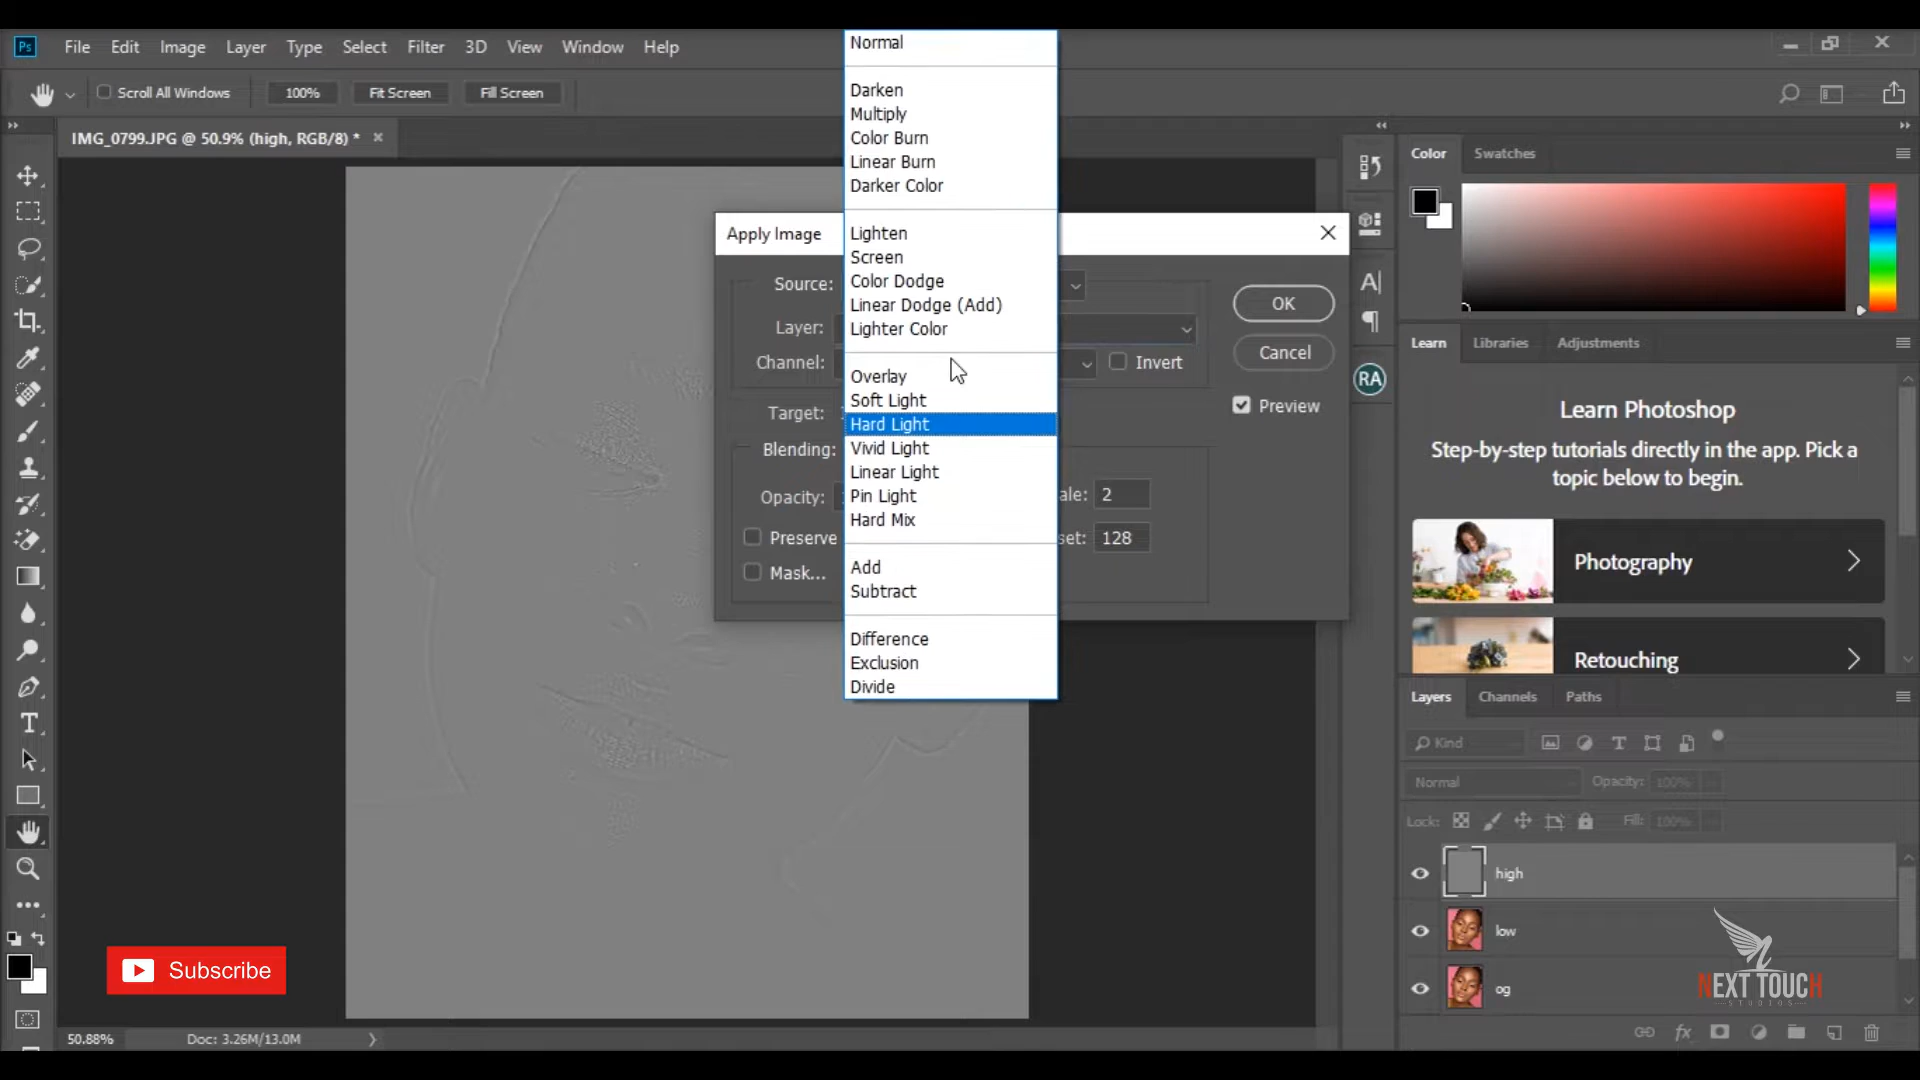 Ps File Edit Image Layer Type Select Filter 3D View Window Help
Scroll All Windows 100% Fit Screen Fill Screen
IMG_0799.JPG @ 50.9% (high, RGB/8) *
Normal
Darken
Multiply
Color Burn
Linear Burn
Darker Color
Lighten
Screen
Color Dodge
Linear Dodge (Add)
Lighter Color
Overlay
Soft Light
Hard Light
Vivid Light
Linear Light
Pin Light
Hard Mix
Add
Subtract
Difference
Exclusion
Divide
Apply Image
Source:
Layer:
Channel:
Invert
Target:
Blending:
Opacity:
ale: 2
Preserve
set: 128
Mask...
OK
Cancel
Preview
Color Swatches
A
RA
Learn Libraries Adjustments
Learn Photoshop
Step-by-step tutorials directly in the app. Pick a
topic below to begin.
Photography
Retouching
Layers Channels Paths
Kind
Normal Opacity: 100%
Lock: Fill: 100%
high
low
og
fx
NEXT TOUCH
STUDIOS
Subscribe
50.88% Doc: 3.26M/13.0M